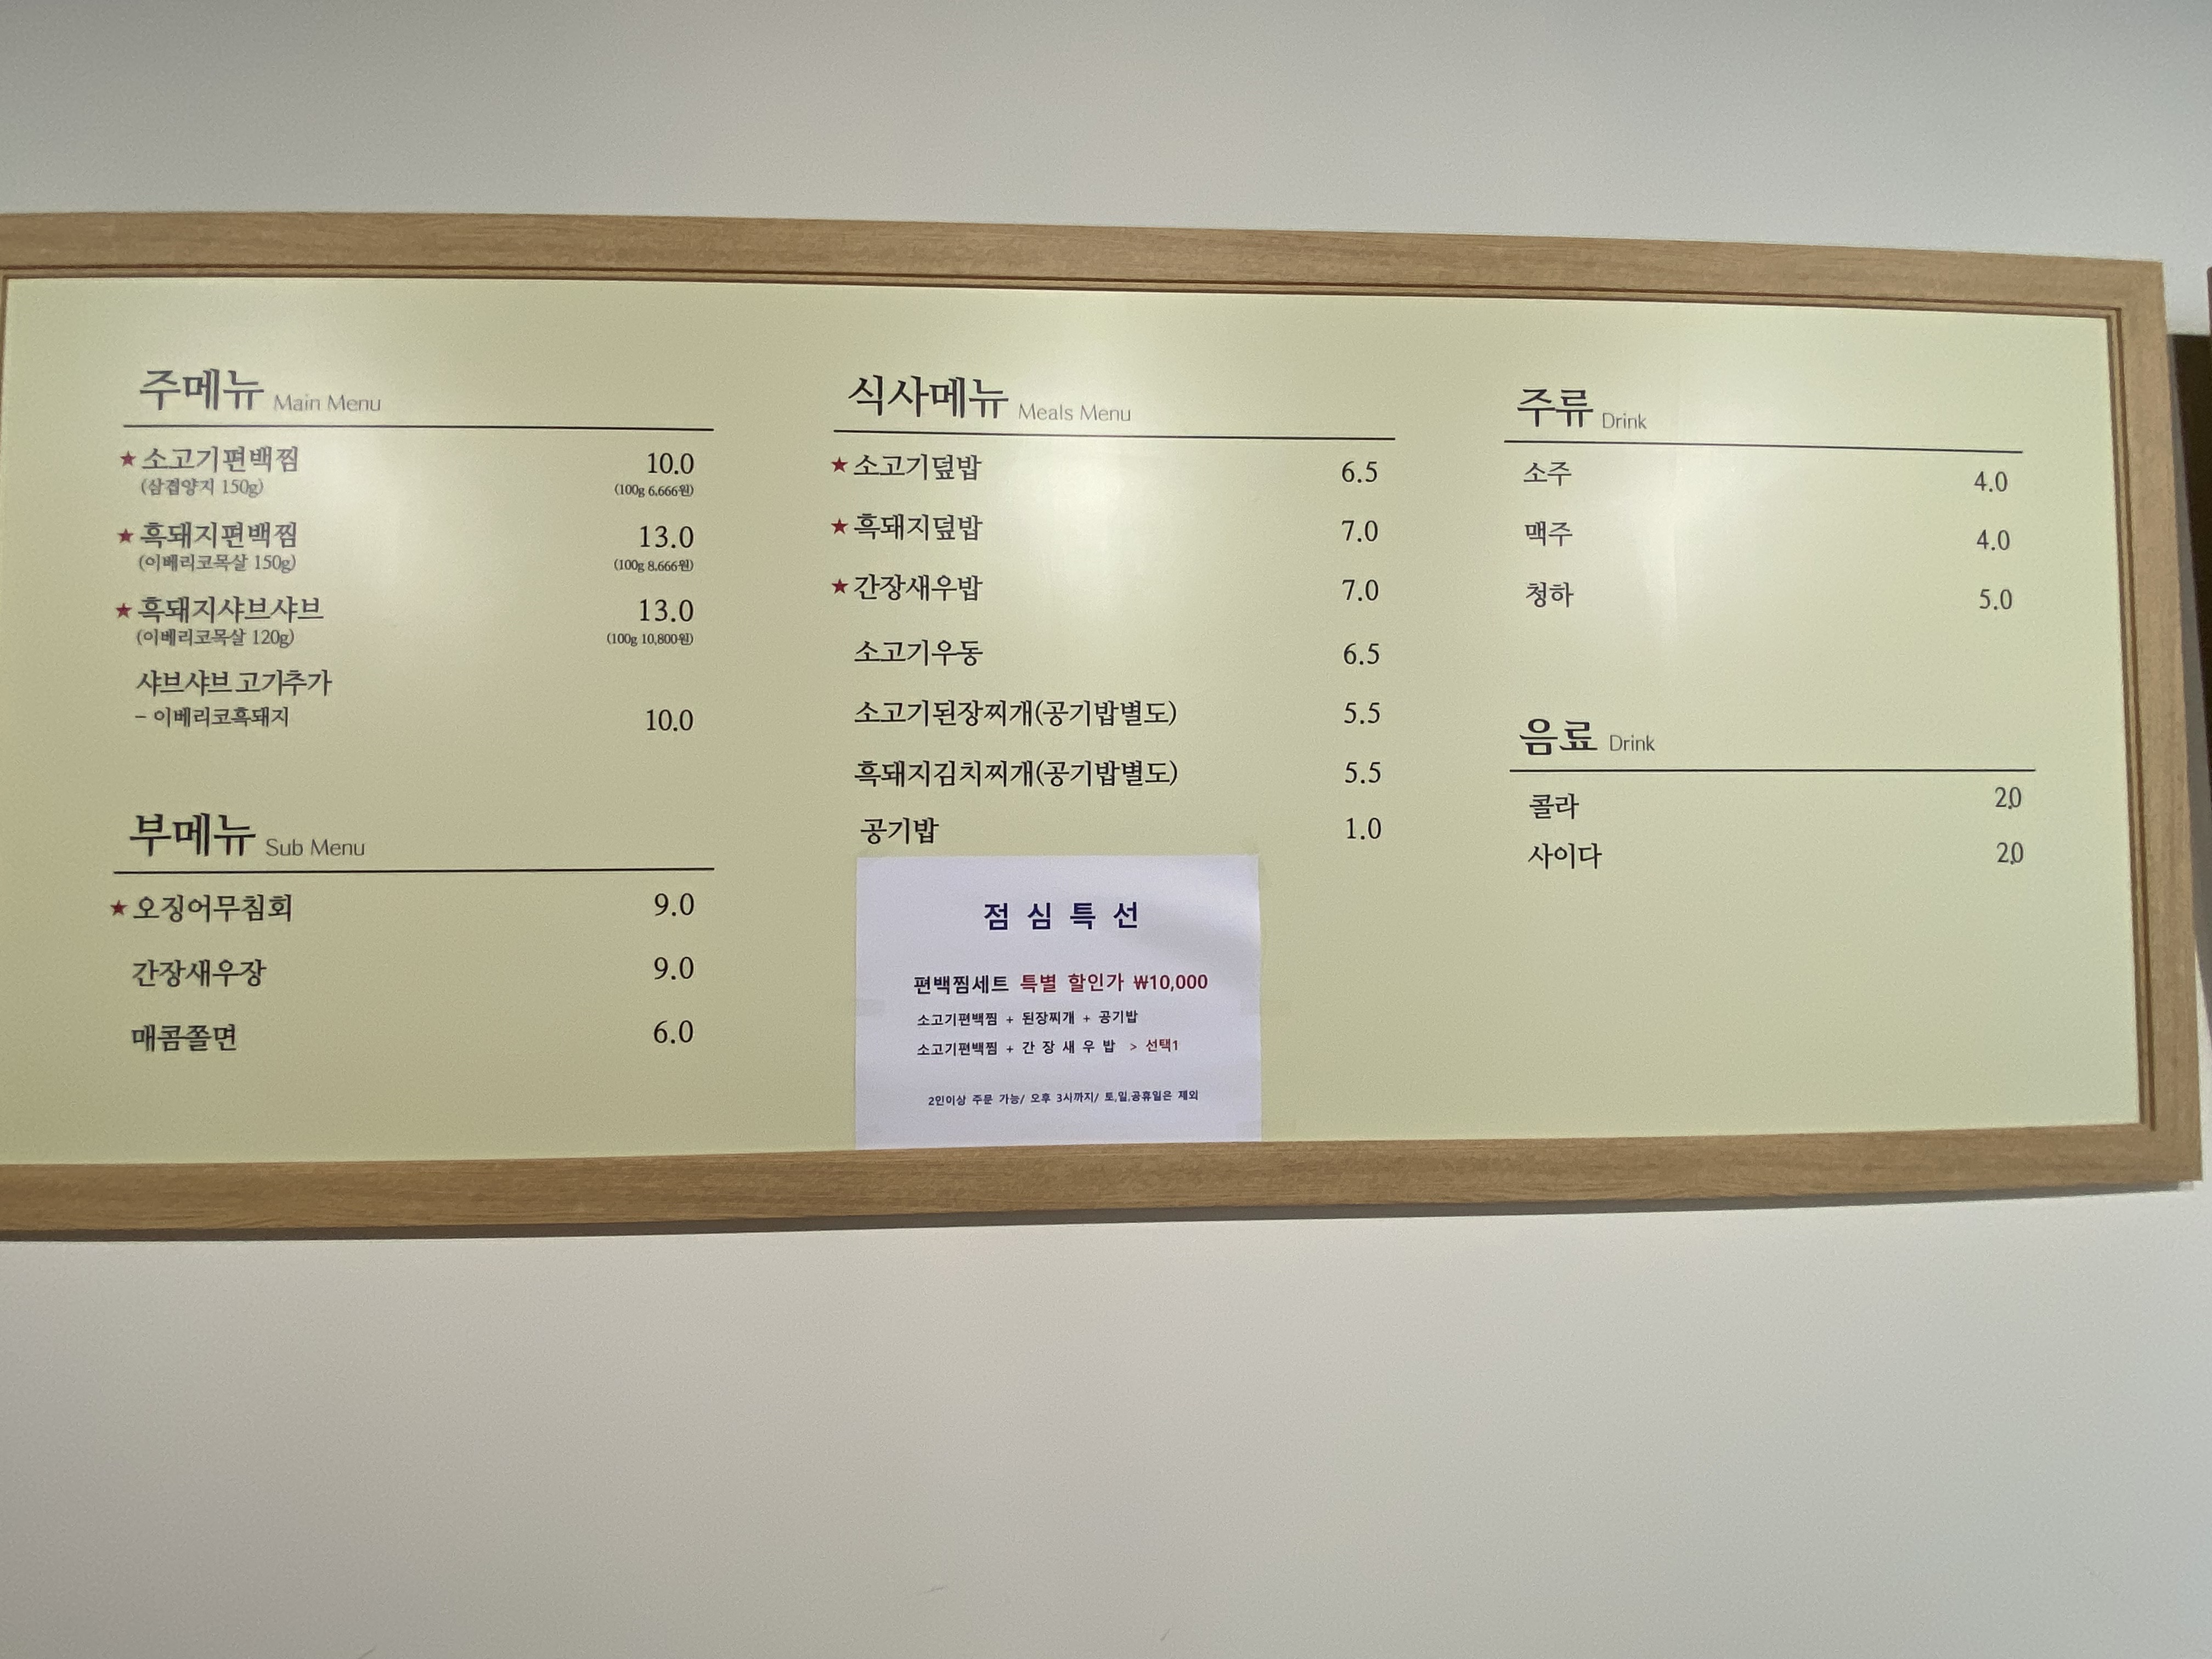 주메뉴 Main Menu
★ 소고기편백찜 10.0
(삼겹양지 150g) (100g 6,666원)
★ 흑돼지편백찜 13.0
(이베리코목살 150g) (100g 8,666원)
★ 흑돼지샤브샤브 13.0
(이베리코목살 120g) (100g 10,800원)
샤브샤브 고기추가
- 이베리코흑돼지 10.0
부메뉴 Sub Menu
★ 오징어무침회 9.0
간장새우장 9.0
매콤쫄면 6.0
식사메뉴 Meals Menu
★ 소고기덮밥 6.5
★ 흑돼지덮밥 7.0
★ 간장새우밥 7.0
소고기우동 6.5
소고기된장찌개(공기밥별도) 5.5
흑돼지김치찌개(공기밥별도) 5.5
공기밥 1.0
점 심 특 선
편백찜세트 특별 할인가 ₩10,000
소고기편백찜 + 된장찌개 + 공기밥
소고기편백찜 + 간 장 새 우 밥 > 선택1
2인이상 주문 가능/ 오후 3시까지/ 토,일,공휴일은 제외
주류 Drink
소주 4.0
맥주 4.0
청하 5.0
음료 Drink
콜라 2.0
사이다 2.0